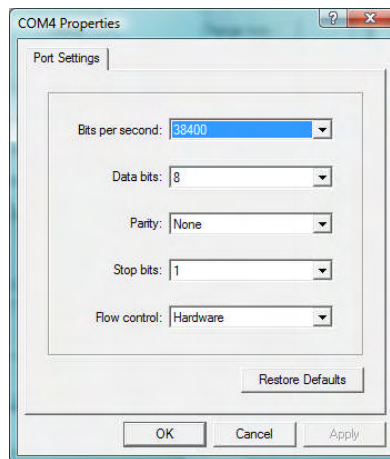 COM4 Properties
Port Settings
Bits per second: 38400
Data bits: 8
Parity: None
Stop bits: 1
Flow control: Hardware
Restore Defaults
OK Cancel Apply